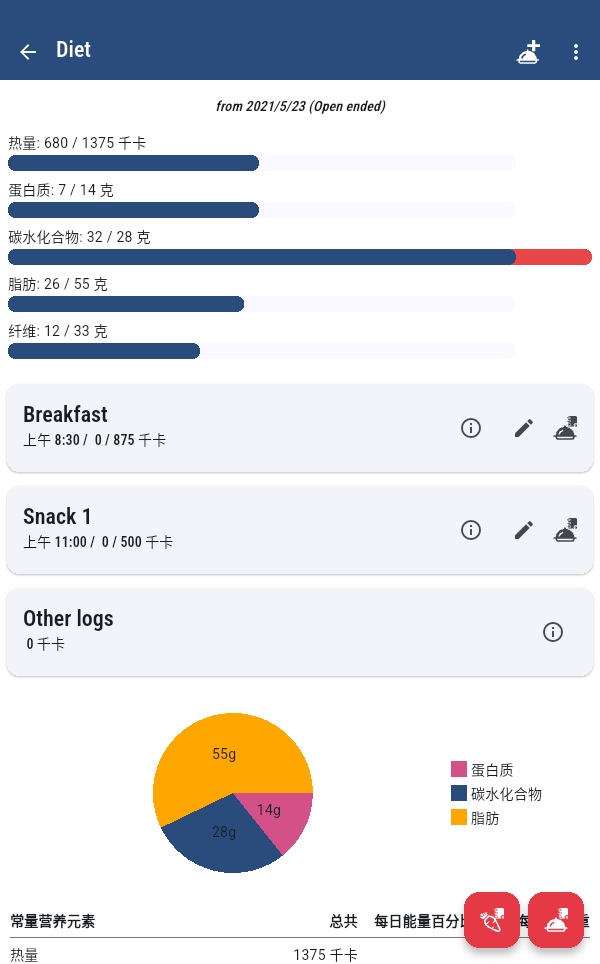 Diet
from 2021/5/23 (Open ended)
热量: 680 / 1375 千卡
蛋白质: 7 / 14 克
碳水化合物: 32 / 28 克
脂肪: 26 / 55 克
纤维: 12 / 33 克
Breakfast
上午 8:30 / 0 / 875 千卡
Snack 1
上午 11:00 / 0 / 500 千卡
Other logs
0 千卡
55g
14g
28g
蛋白质
碳水化合物
脂肪
常量营养元素 总共 每日能量百分比 每 重
热量 1375 千卡